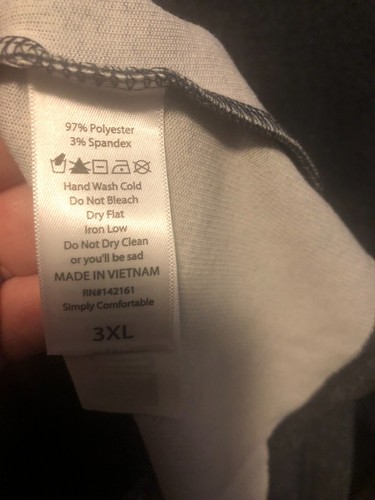 97% Polyester
3% Spandex
Hand Wash Cold
Do Not Bleach
Dry Flat
Iron Low
Do Not Dry Clean
or you'll be sad
MADE IN VIETNAM
RN#142161
Simply Comfortable
3XL